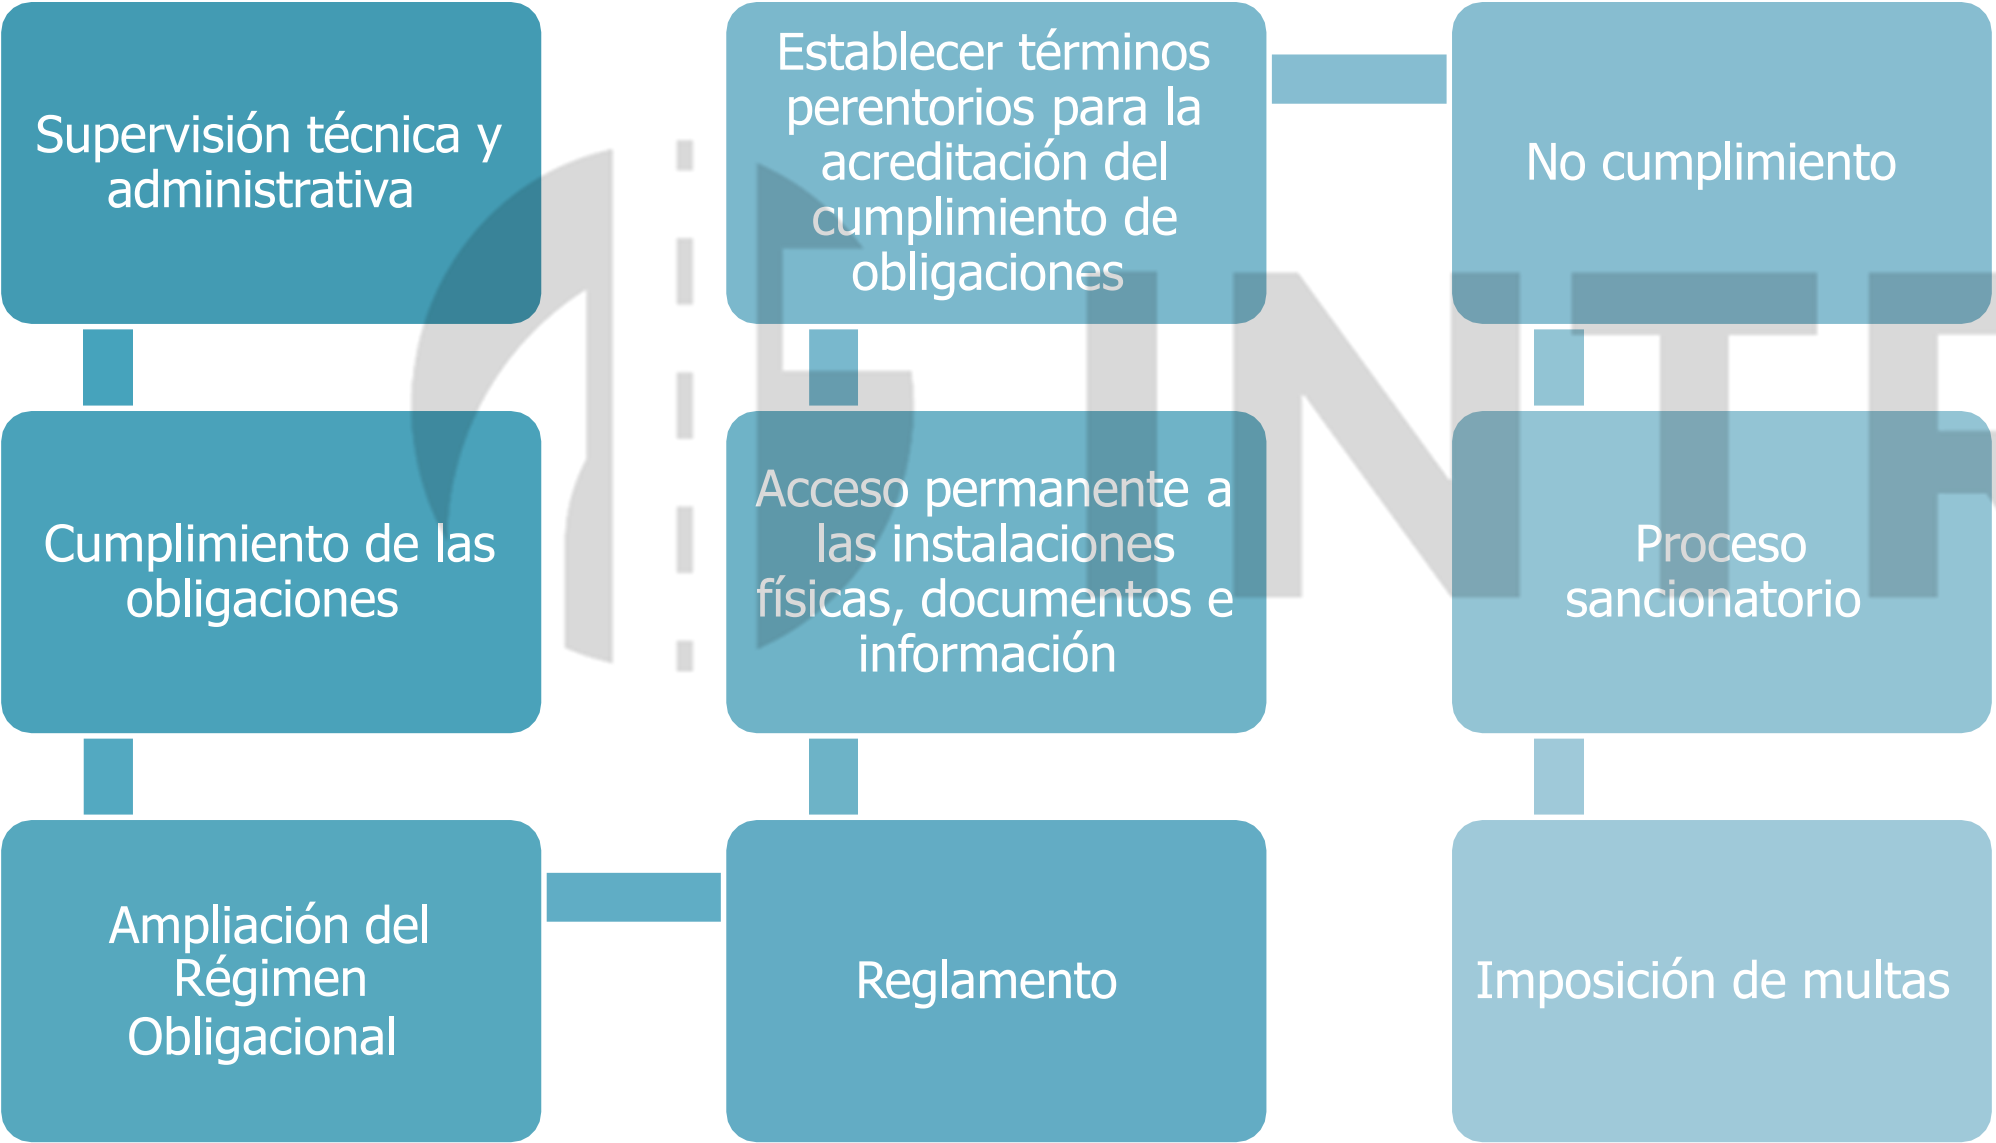 Supervisión técnica y
administrativa
Cumplimiento de las
obligaciones
Ampliación del
Régimen
Obligacional
Reglamento
Acceso permanente a
las instalaciones
físicas, documentos e
información
Establecer términos
perentorios para la
acreditación del
cumplimiento de
obligaciones
No cumplimiento
Proceso
sancionatorio
Imposición de multas
INT